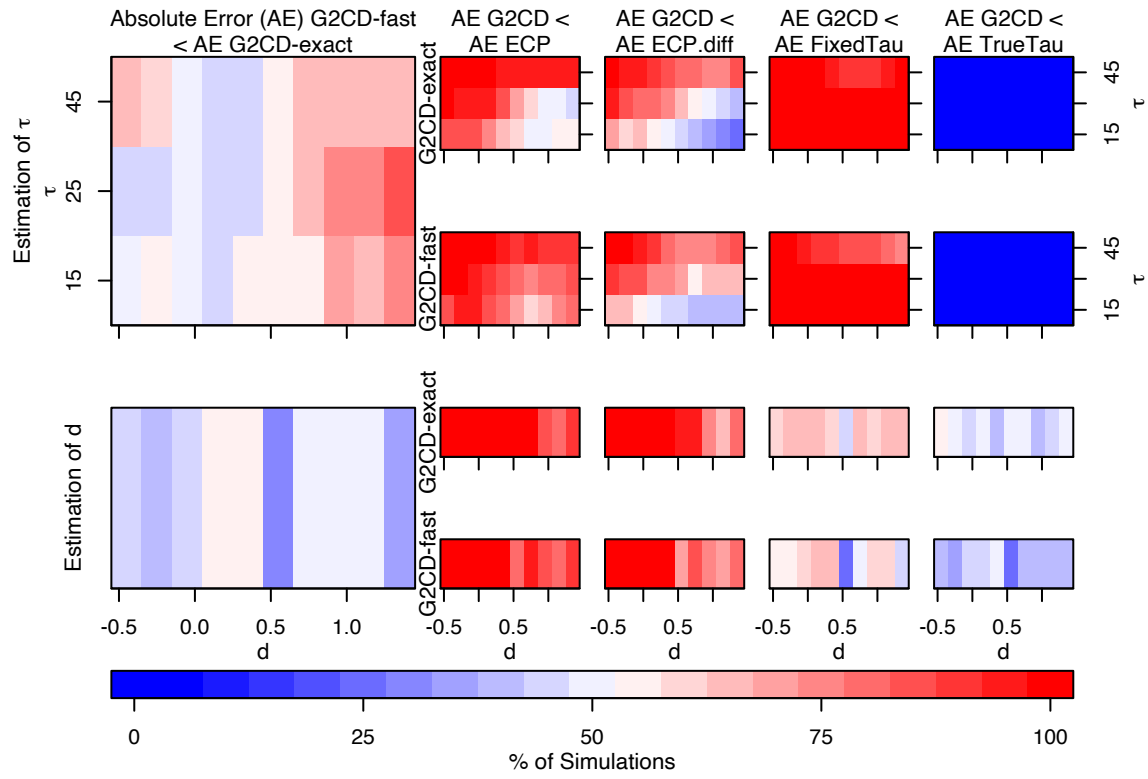 Absolute Error (AE) G2CD-fast
< AE G2CD-exact
AE G2CD <
AE ECP
AE G2CD <
AE ECP.diff
AE G2CD <
AE FixedTau
AE G2CD <
AE TrueTau
Estimation of τ
τ
45
25
15
G2CD-exact
45
15
τ
G2CD-fast
45
15
τ
Estimation of d
G2CD-exact
G2CD-fast
-0.5 0.0 0.5 1.0
d
-0.5 0.5
d
-0.5 0.5
d
-0.5 0.5
d
-0.5 0.5
d
0 25 50 75 100
% of Simulations